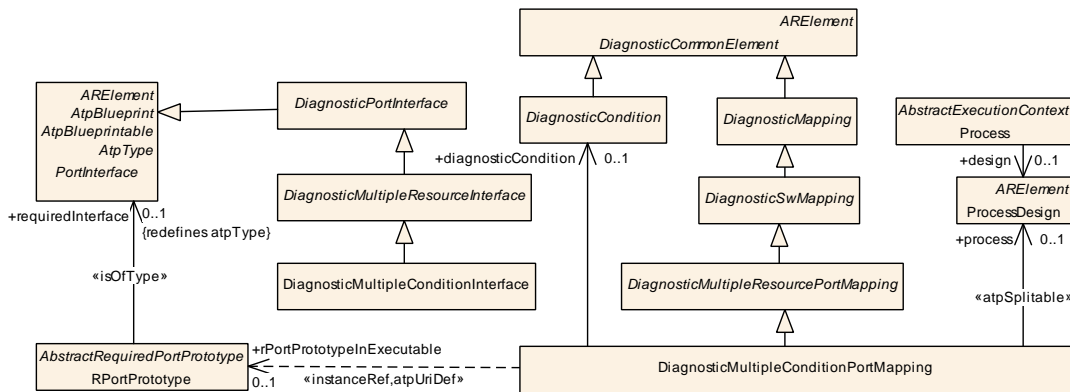 ARElement
DiagnosticCommonElement
ARElement
AtpBlueprint
AtpBlueprintable
AtpType
PortInterface
DiagnosticPortInterface
DiagnosticCondition
DiagnosticMapping
AbstractExecutionContext
Process
+diagnosticCondition
0..1
+design
0..1
DiagnosticMultipleResourceInterface
DiagnosticSwMapping
ARElement
ProcessDesign
+requiredInterface
0..1
{redefines atpType}
+process
0..1
«isOfType»
DiagnosticMultipleConditionInterface
DiagnosticMultipleResourcePortMapping
«atpSplitable»
AbstractRequiredPortPrototype
RPortPrototype
+rPortPrototypeInExecutable
0..1
«instanceRef,atpUriDef»
DiagnosticMultipleConditionPortMapping